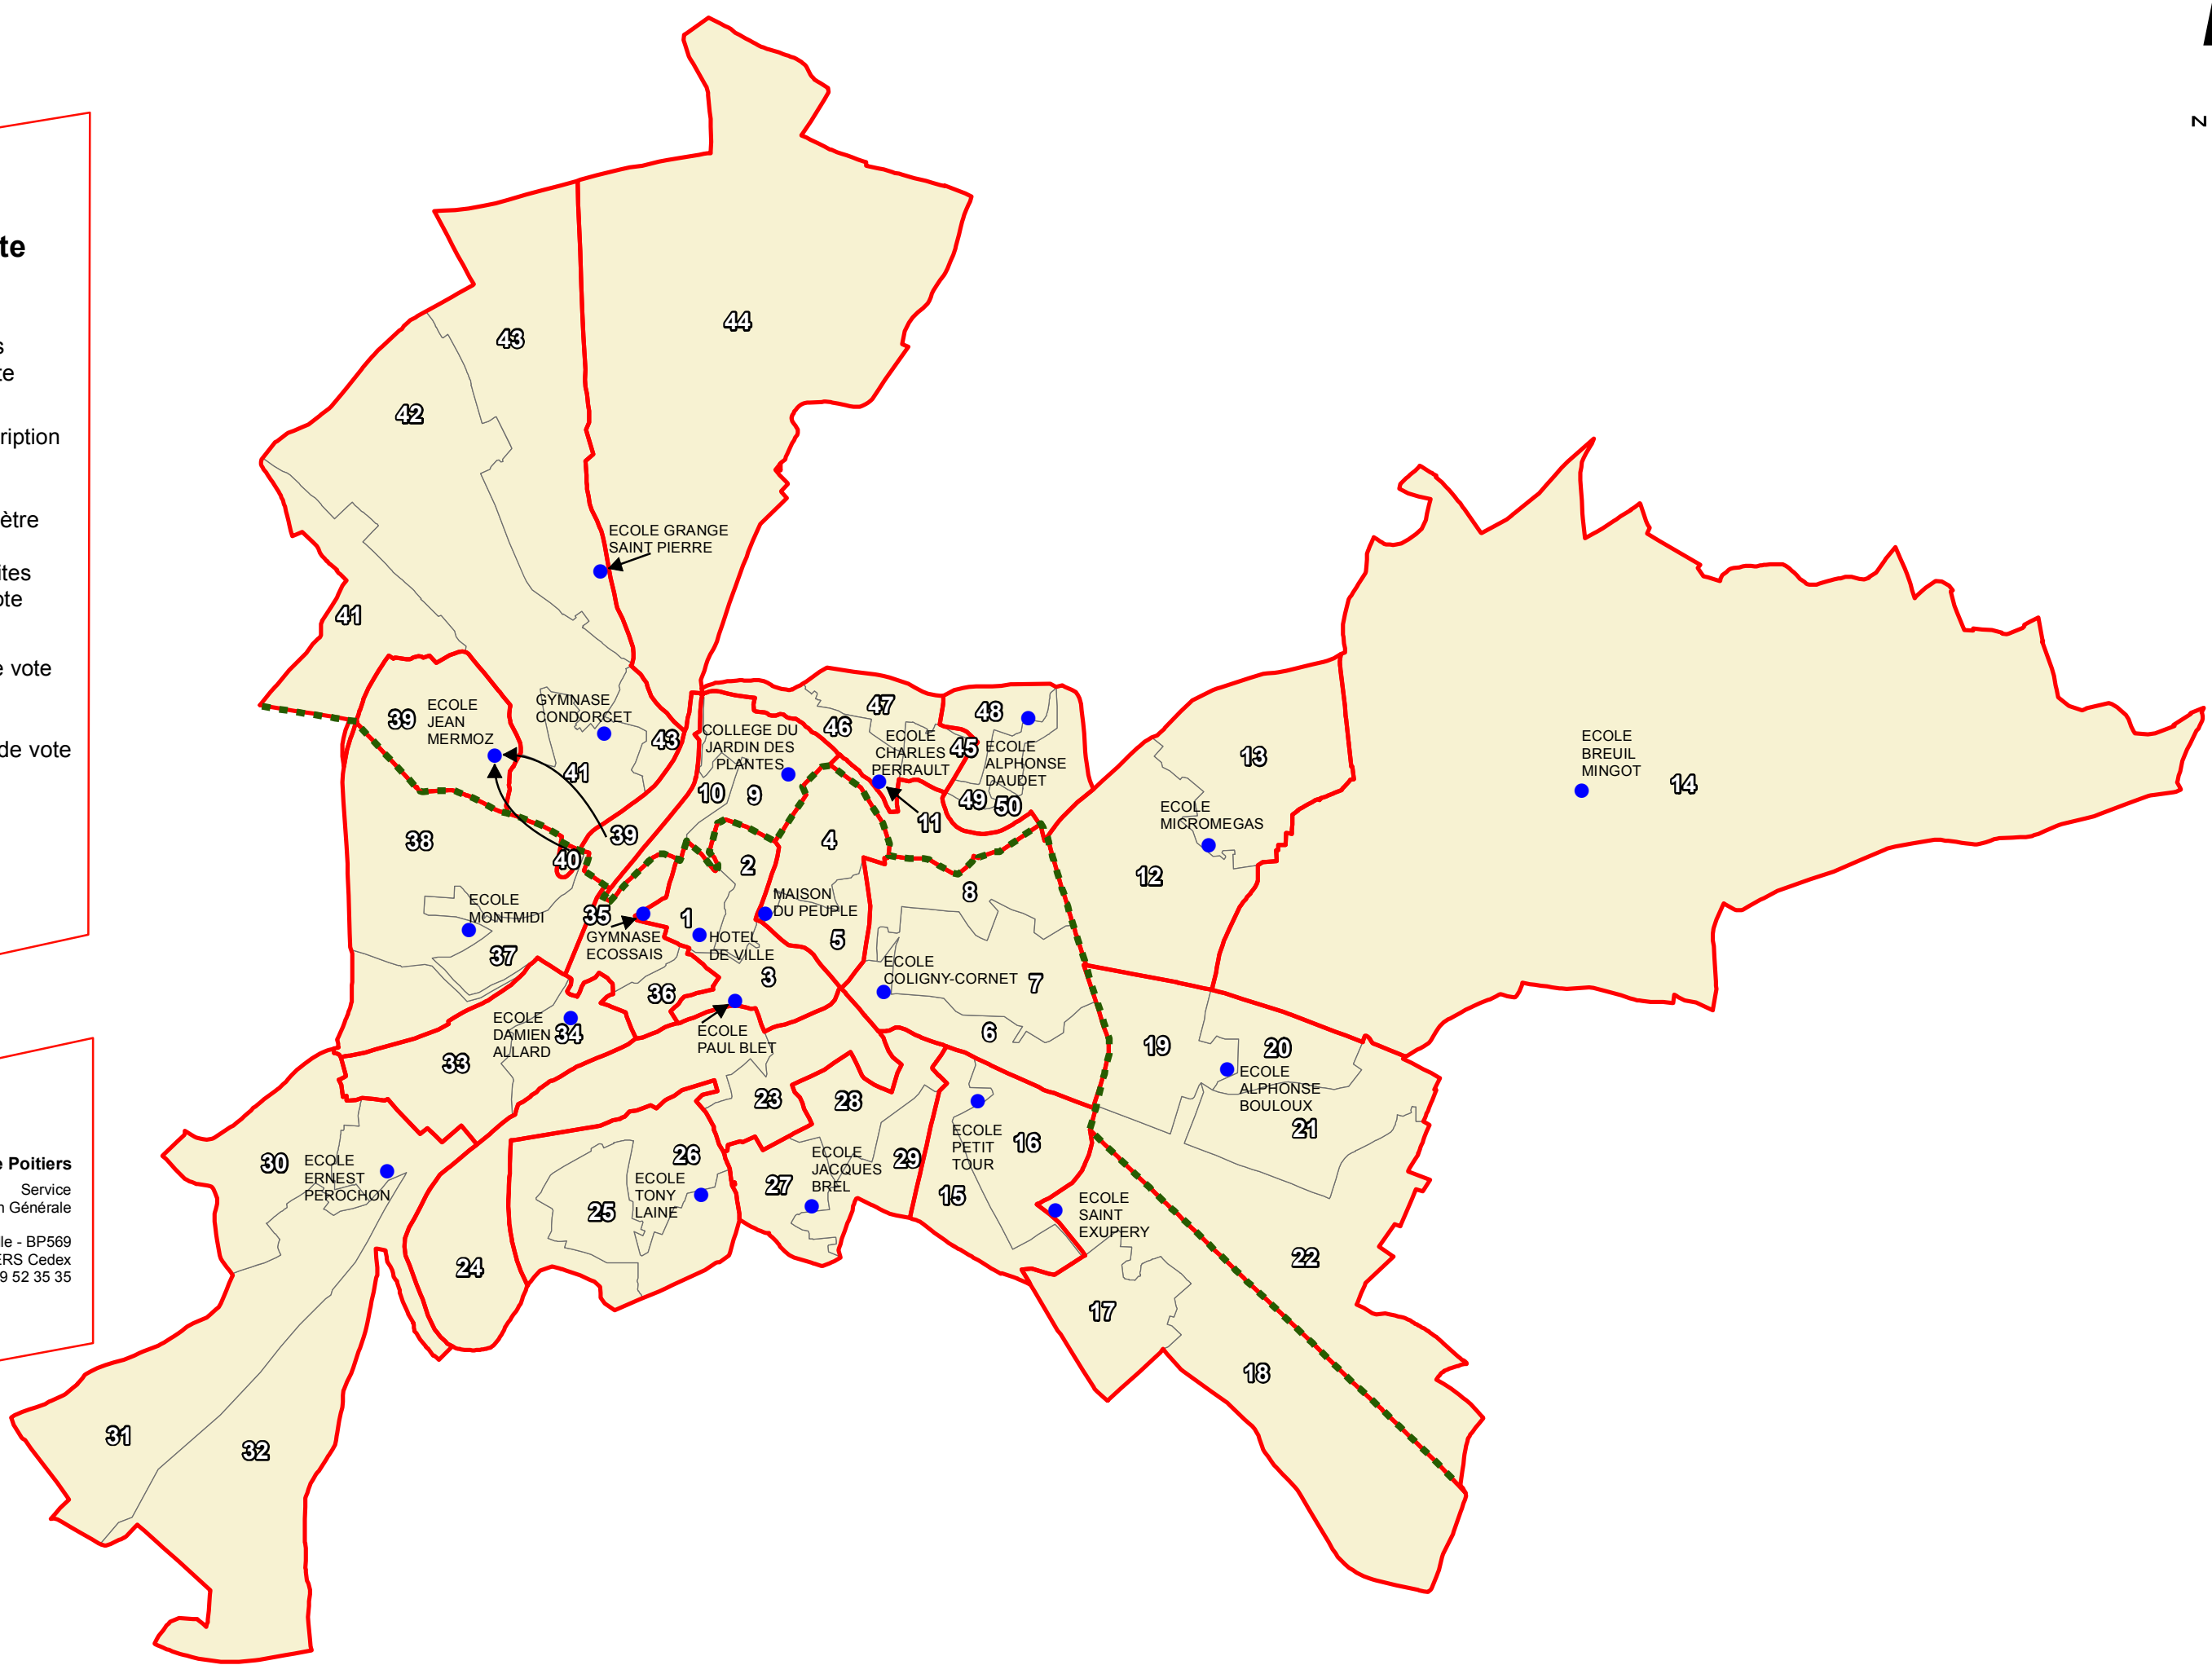 te
s
te
ription
ètre
ites
ote
e vote
de vote
e Poitiers
Service
n Générale
le - BP569
ERS Cedex
9 52 35 35
N
44
43
42
ECOLE GRANGE
SAINT PIERRE
41
39
ECOLE
JEAN
MERMOZ
GYMNASE
CONDORCET
43
41
COLLEGE DU
JARDIN DES
PLANTES
10
9
47
46
ECOLE
CHARLES
PERRAULT
48
45
ECOLE
ALPHONSE
DAUDET
49
50
11
13
ECOLE
MICROMEGAS
12
ECOLE
BREUIL
MINGOT
14
38
39
40
4
2
8
ECOLE
MONTMIDI
37
35
GYMNASE
ECOSSAIS
1
HOTEL
DE VILLE
MAISON
DU PEUPLE
5
3
36
ECOLE
COLIGNY-CORNET
7
6
ECOLE
DAMIEN
ALLARD
34
33
ECOLE
PAUL BLET
19
20
ECOLE
ALPHONSE
BOULOUX
21
23
28
30
ECOLE
ERNEST
PEROCHON
26
ECOLE
TONY
LAINE
25
27
ECOLE
JACQUES
BREL
29
ECOLE
PETIT
TOUR
16
15
ECOLE
SAINT
EXUPERY
24
22
17
18
31
32